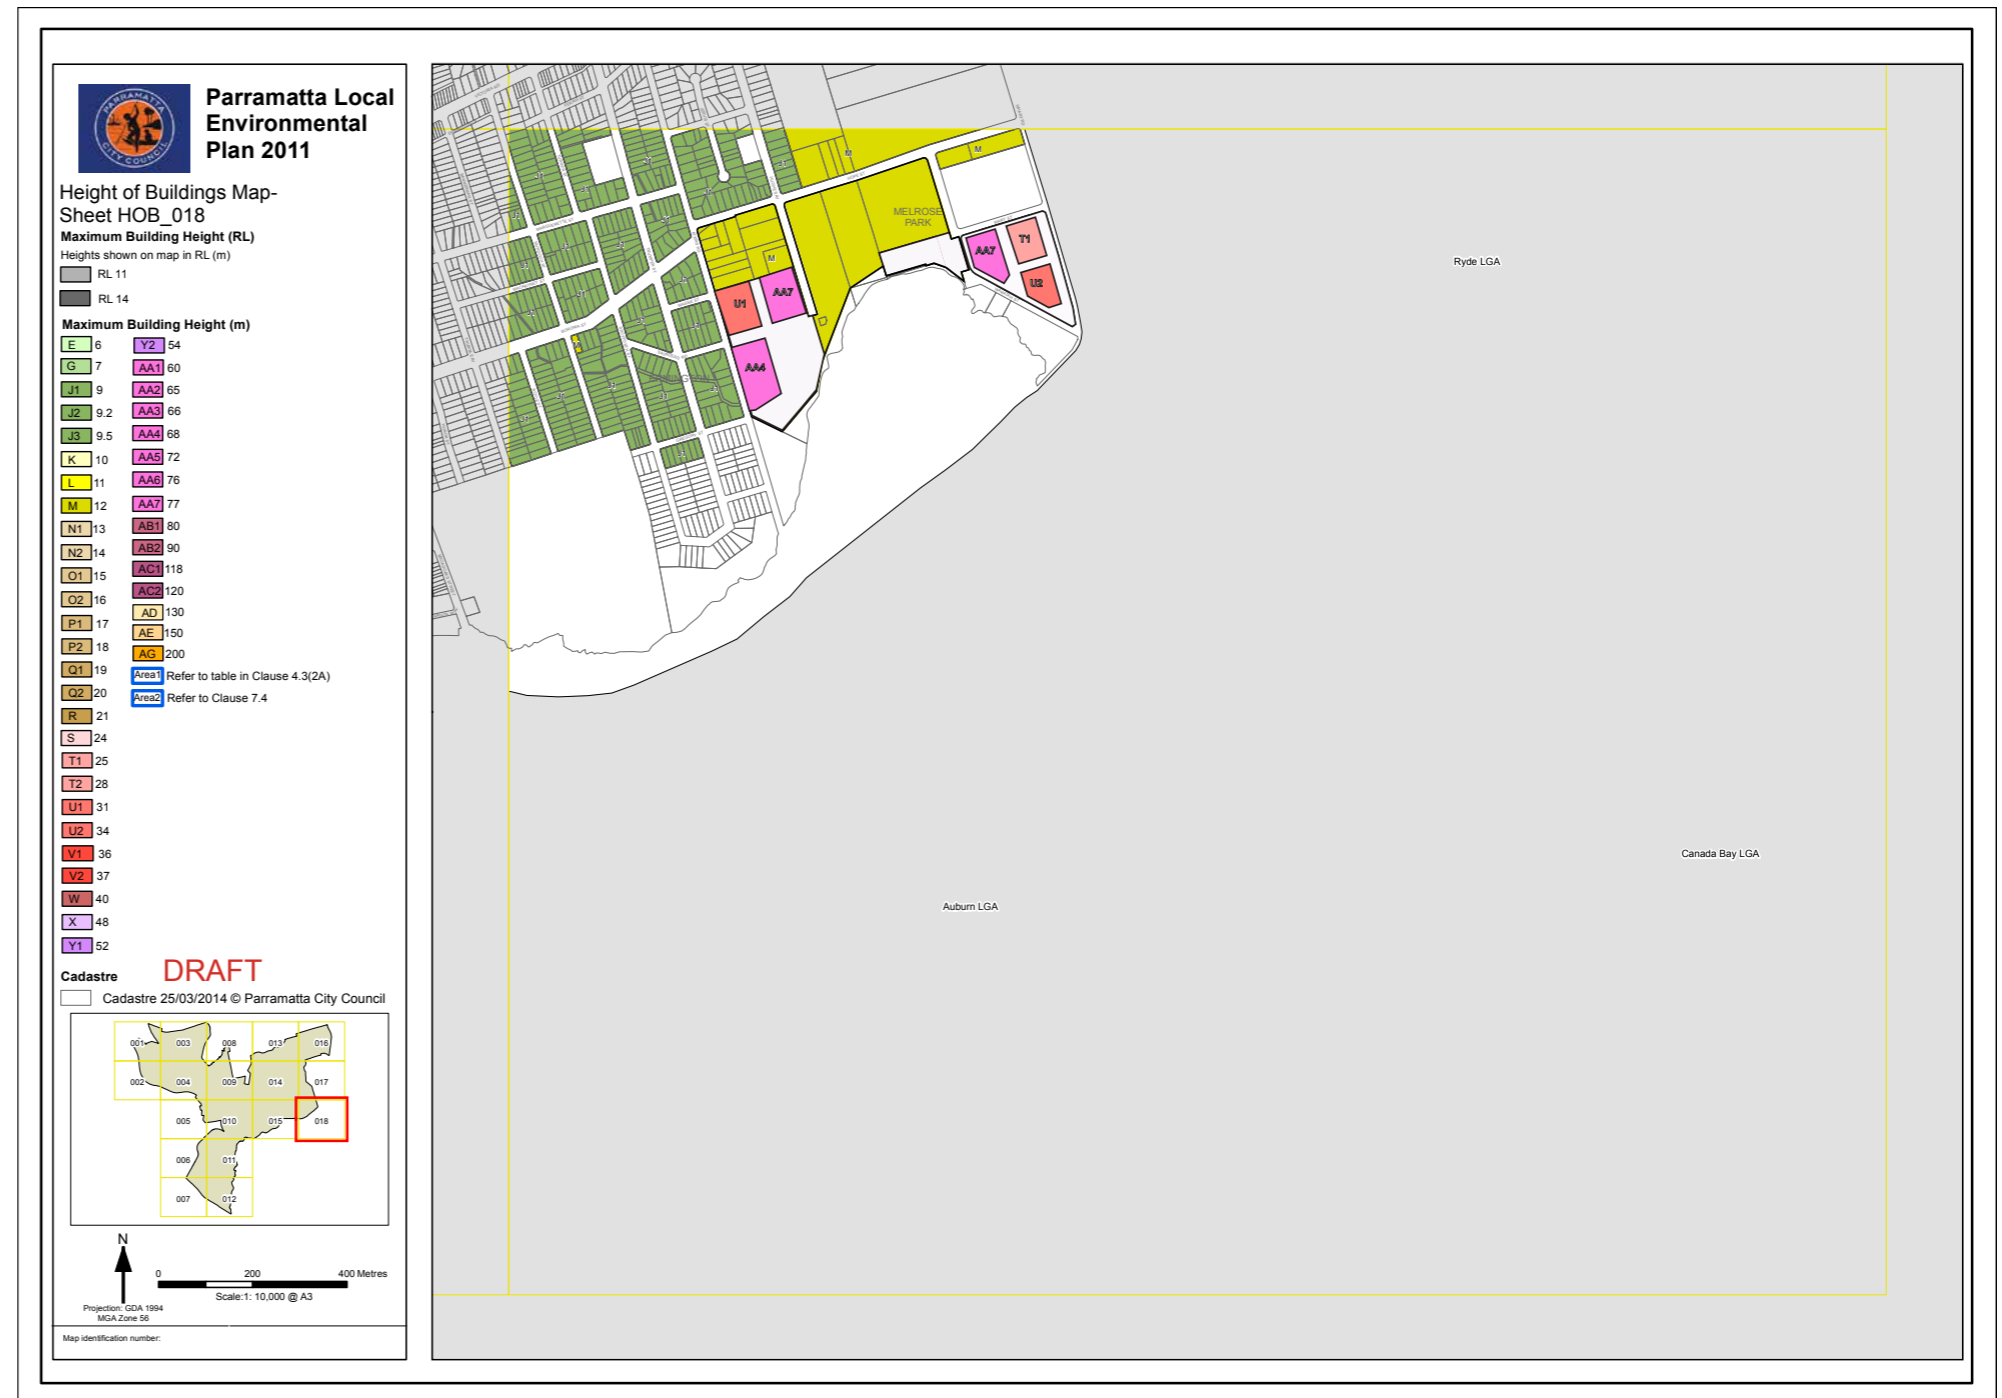 PARRAMATTA
CITY COUNCIL
Parramatta Local
Environmental
Plan 2011
Height of Buildings Map-
Sheet HOB_018
Maximum Building Height (RL)
Heights shown on map in RL (m)
RL 11
RL 14
Maximum Building Height (m)
E 6
G 7
J1 9
J2 9.2
J3 9.5
K 10
L 11
M 12
N1 13
N2 14
O1 15
O2 16
P1 17
P2 18
Q1 19
Q2 20
R 21
S 24
T1 25
T2 28
U1 31
U2 34
V1 36
V2 37
W 40
X 48
Y1 52
Y2 54
AA1 60
AA2 65
AA3 66
AA4 68
AA5 72
AA6 76
AA7 77
AB1 80
AB2 90
AC1 118
AC2 120
AD 130
AE 150
AG 200
Area1 Refer to table in Clause 4.3(2A)
Area2 Refer to Clause 7.4
Cadastre
DRAFT
Cadastre 25/03/2014 © Parramatta City Council
001 003 008 013 016
002 004 009 014 017
005 010 015 018
006 011
007 012
N
0 200 400 Metres
Scale:1: 10,000 @ A3
Projection: GDA 1994
MGA Zone 56
Map identification number:
M
M
MELROSE
PARK
AA7
T1
U2
M
U1
AA7
AA4
Ryde LGA
Canada Bay LGA
Auburn LGA